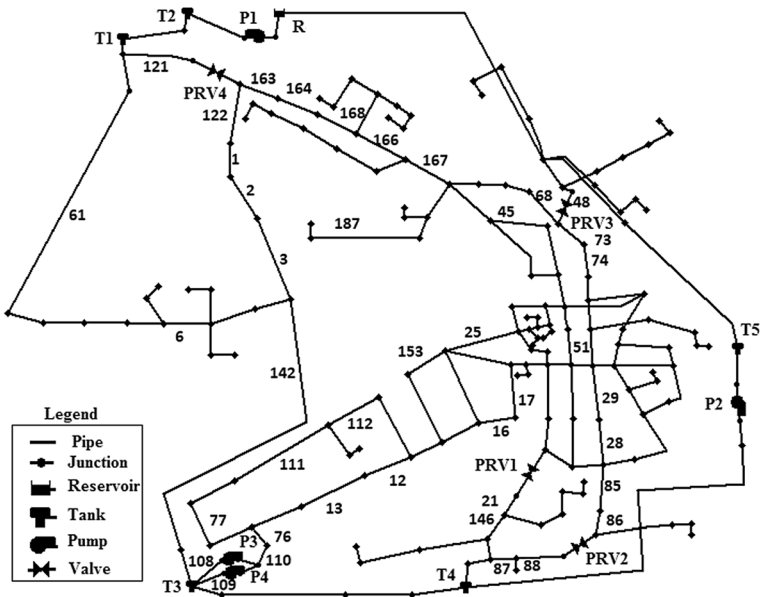 T2
P1
R
T1
121
PRV4
163
164
122
168
166
1
167
2
68
48
61
45
PRV3
187
73
74
3
T5
6
25
51
153
142
29
P2
17
Legend
112
16
Pipe
28
Junction
111
12
PRV1
Reservoir
85
77
13
21
Tank
146
86
P3
76
Pump
PRV2
108
110
87
88
P4
T4
Valve
T3
109